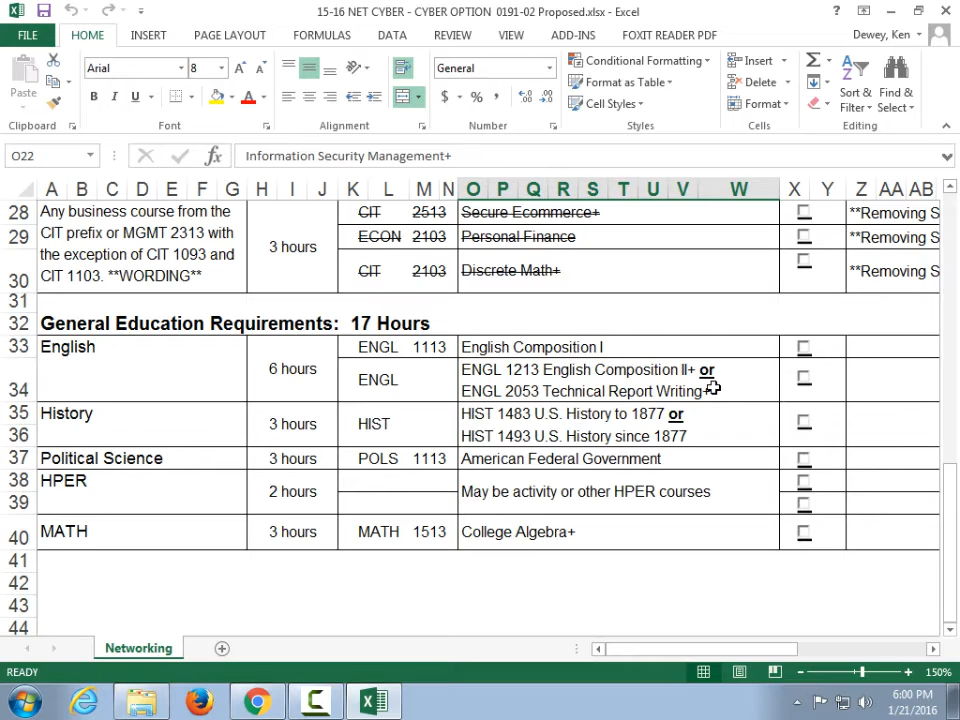 15-16 NET CYBER - CYBER OPTION 0191-02 Proposed.xlsx - Excel
FILE HOME INSERT PAGE LAYOUT FORMULAS DATA REVIEW VIEW ADD-INS FOXIT READER PDF Dewey, Ken
Paste
Arial 8
B I U
General
$ %
Conditional Formatting
Format as Table
Cell Styles
Insert
Delete
Format
Sort & Filter
Find & Select
Clipboard Font Alignment Number Styles Cells Editing
O22 fx Information Security Management+
A B C D E F G H I J K L M N O P Q R S T U V W X Y Z AA AB
28 Any business course from the CIT 2513 Secure Ecommerce+ **Removing S
29 CIT prefix or MGMT 2313 with ECON 2103 Personal Finance **Removing S
the exception of CIT 1093 and 3 hours
30 CIT 1103. **WORDING** CIT 2103 Discrete Math+ **Removing S
31
32 General Education Requirements: 17 Hours
33 English 6 hours ENGL 1113 English Composition I
34 ENGL ENGL 1213 English Composition II+ or
ENGL 2053 Technical Report Writing+
35 History 3 hours HIST HIST 1483 U.S. History to 1877 or
36 HIST 1493 U.S. History since 1877
37 Political Science 3 hours POLS 1113 American Federal Government
38 HPER 2 hours May be activity or other HPER courses
39
40 MATH 3 hours MATH 1513 College Algebra+
41
42
43
44
Networking
READY 150%
6:00 PM
1/21/2016